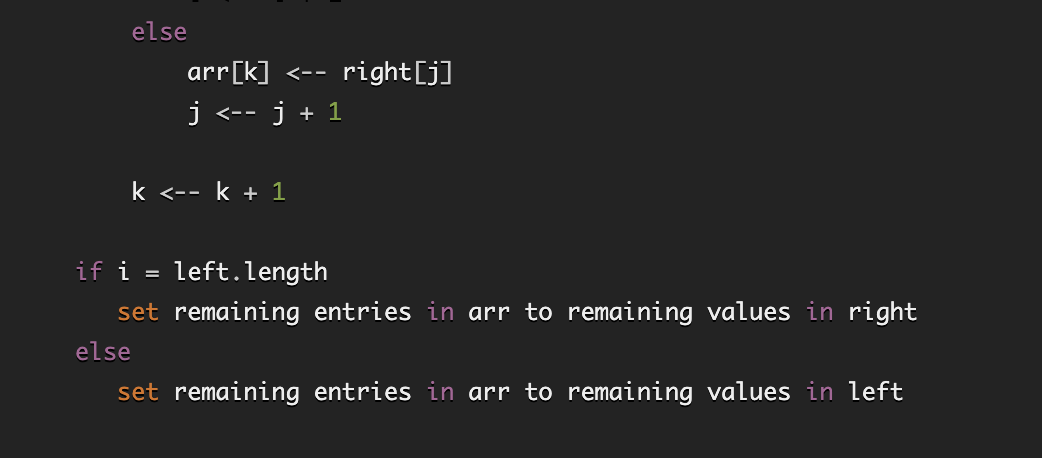 else
arr[k] <-- right[j]
j <-- j + 1
k <-- k + 1
if i = left.length
set remaining entries in arr to remaining values in right
else
set remaining entries in arr to remaining values in left